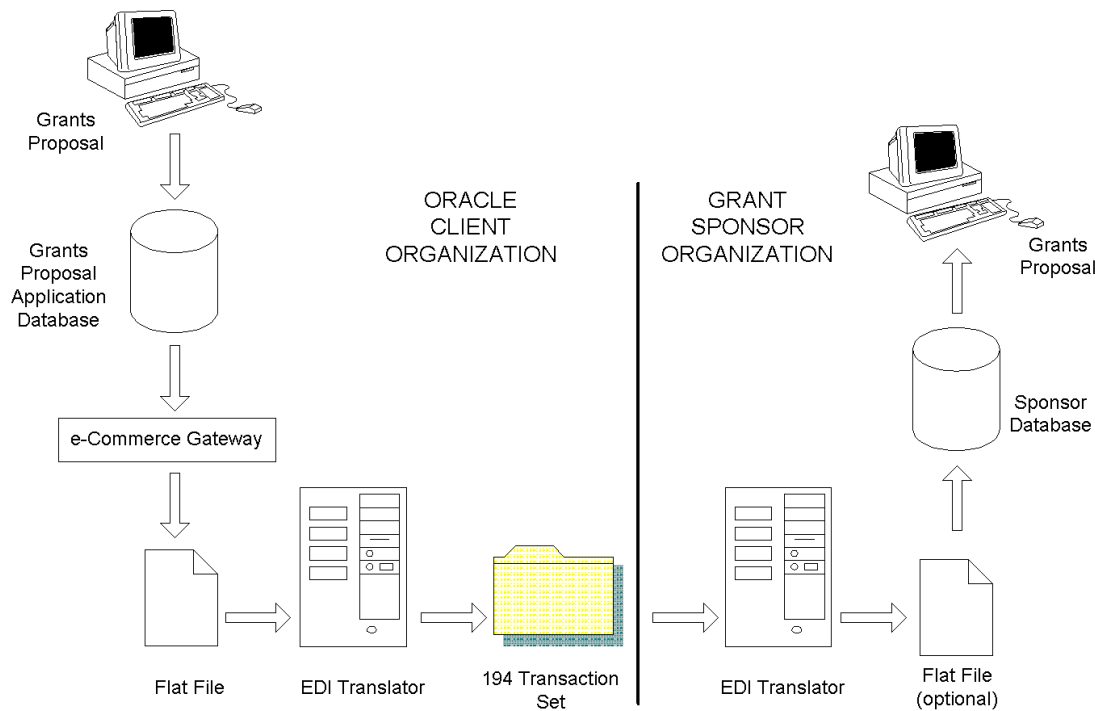 Grants
Proposal
Grants
Proposal
Application
Database
e-Commerce Gateway
Flat File
EDI Translator
194 Transaction
Set
ORACLE
CLIENT
ORGANIZATION
GRANT
SPONSOR
ORGANIZATION
EDI Translator
Flat File
(optional)
Sponsor
Database
Grants
Proposal